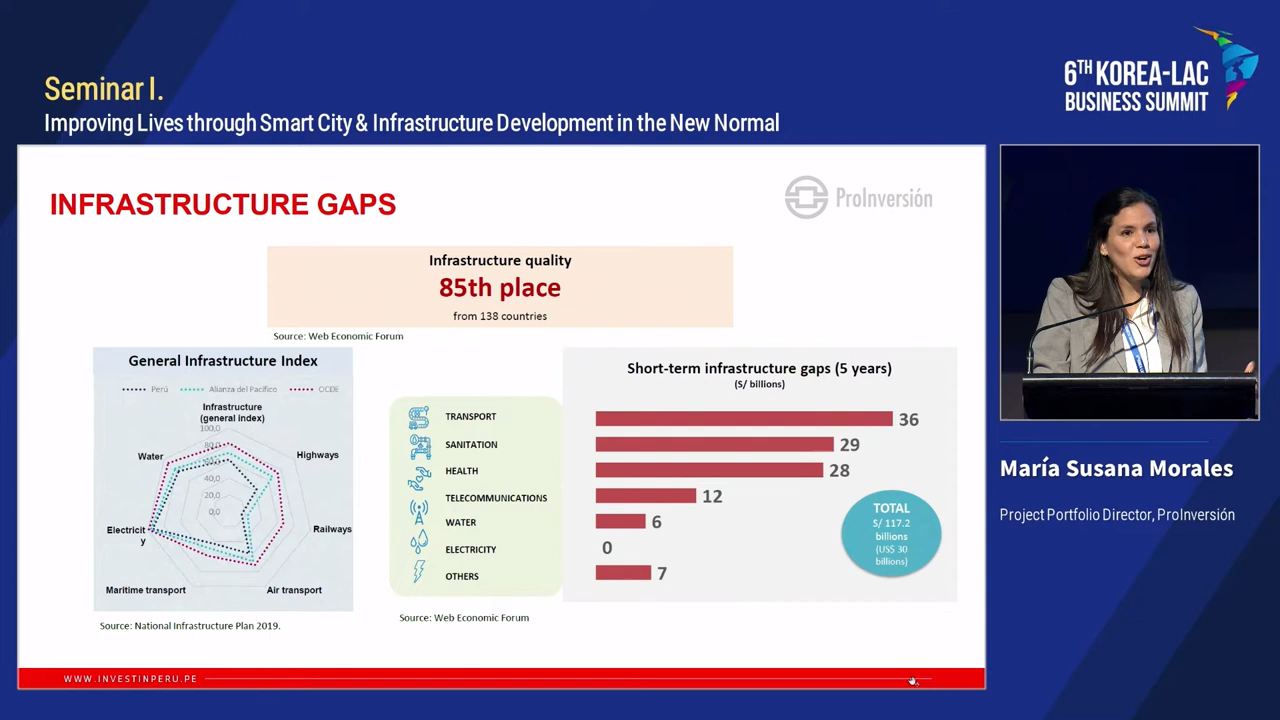 Seminar I.
Improving Lives through Smart City & Infrastructure Development in the New Normal
6TH KOREA-LAC
BUSINESS SUMMIT
INFRASTRUCTURE GAPS
ProInversión
Infrastructure quality
85th place
from 138 countries
Source: Web Economic Forum
General Infrastructure Index
Perú
Alianza del Pacífico
OCDE
Infrastructure
(general index)
100,0
80,0
60,0
40,0
20,0
0,0
Water
Highways
Electricit
y
Railways
Maritime transport
Air transport
Source: National Infrastructure Plan 2019.
Short-term infrastructure gaps (5 years)
(S/ billions)
TRANSPORT 36
SANITATION 29
HEALTH 28
TELECOMMUNICATIONS 12
WATER 6
ELECTRICITY 0
OTHERS 7
TOTAL
S/ 117.2
billions
(US$ 30
billions)
Source: Web Economic Forum
WWW.INVESTINPERU.PE
María Susana Morales
Project Portfolio Director, ProInversión